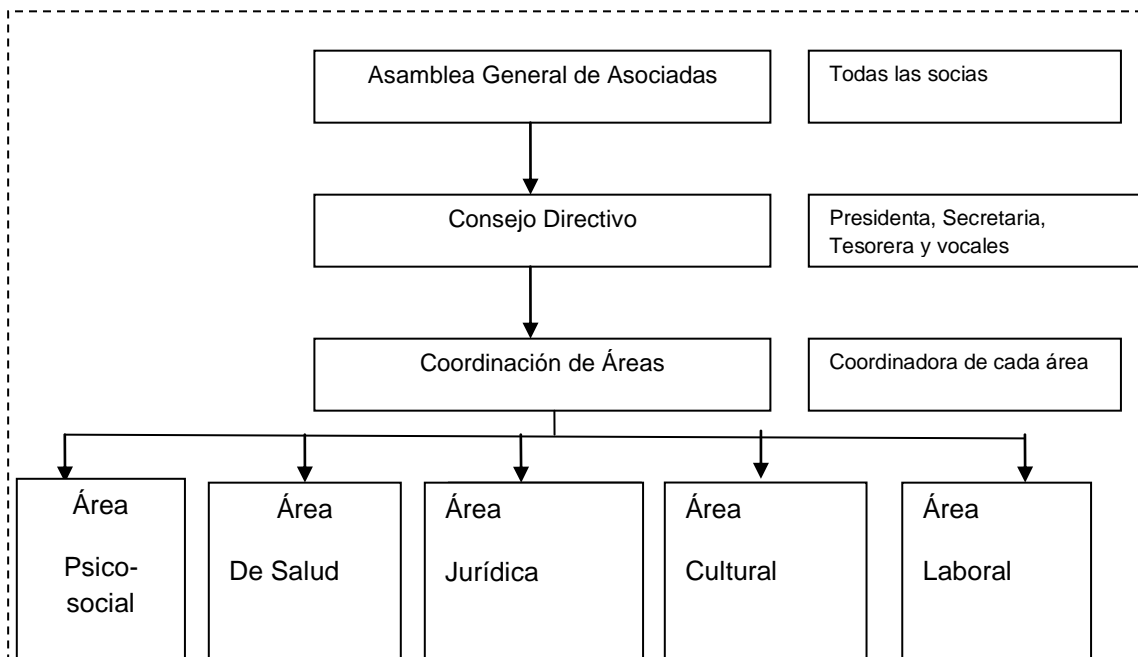 Asamblea General de Asociadas
Todas las socias
Consejo Directivo
Presidenta, Secretaria,
Tesorera y vocales
Coordinación de Áreas
Coordinadora de cada área
Área
Psico-
social
Área
De Salud
Área
Jurídica
Área
Cultural
Área
Laboral